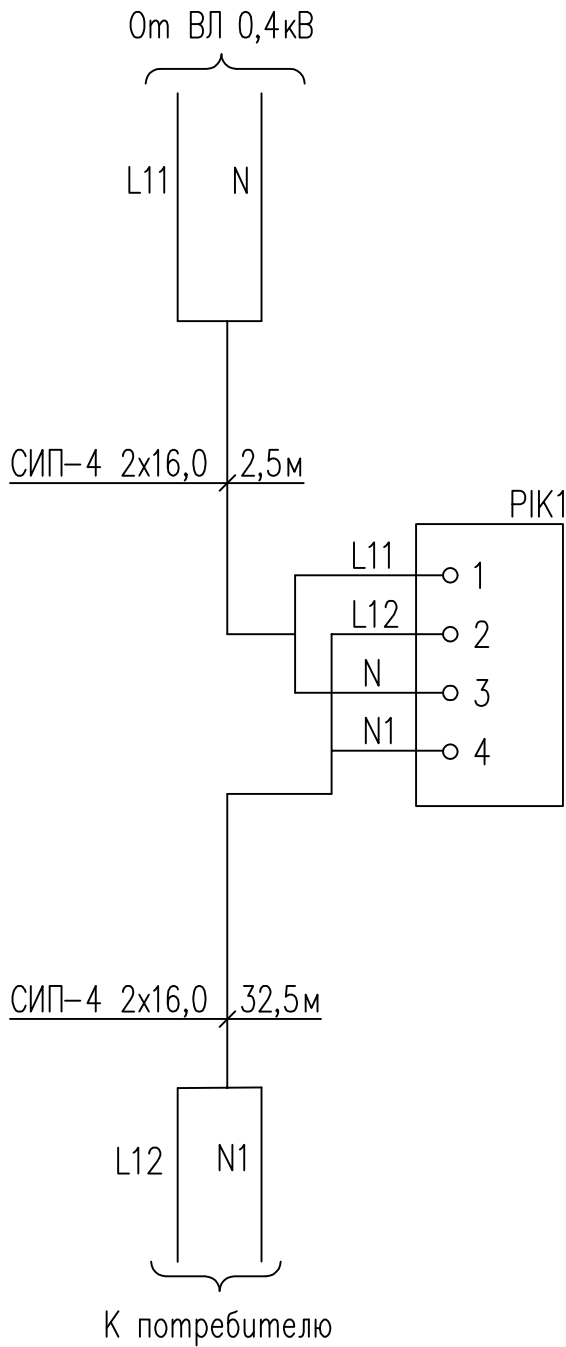 От ВЛ 0,4кВ
L11 N
СИП-4 2х16,0 2,5м
PIK1
L11 1
L12 2
N 3
N1 4
СИП-4 2х16,0 32,5м
L12 N1
К потребителю